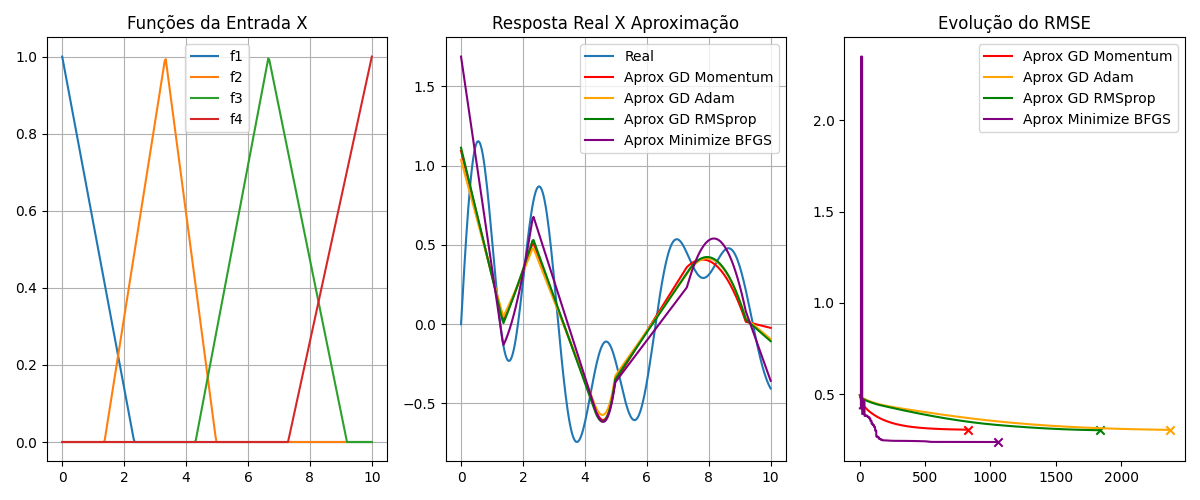 Funções da Entrada X
1.0
0.8
0.6
0.4
0.2
0.0
0 2 4 6 8 10
f1
f2
f3
f4
Resposta Real X Aproximação
1.5
1.0
0.5
0.0
−0.5
0 2 4 6 8 10
Real
Aprox GD Momentum
Aprox GD Adam
Aprox GD RMSprop
Aprox Minimize BFGS
Evolução do RMSE
2.0
1.5
1.0
0.5
0 500 1000 1500 2000
Aprox GD Momentum
Aprox GD Adam
Aprox GD RMSprop
Aprox Minimize BFGS